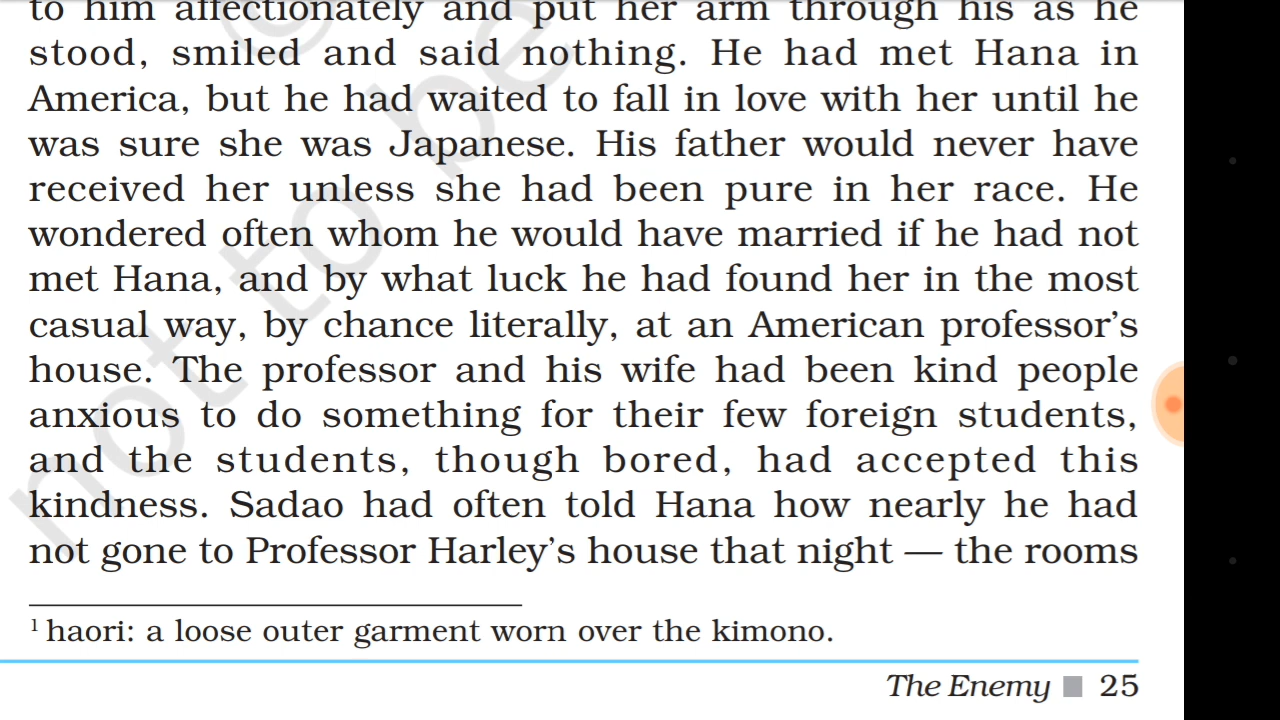 to him affectionately and put her arm through his as he
stood, smiled and said nothing. He had met Hana in
America, but he had waited to fall in love with her until he
was sure she was Japanese. His father would never have
received her unless she had been pure in her race. He
wondered often whom he would have married if he had not
met Hana, and by what luck he had found her in the most
casual way, by chance literally, at an American professor’s
house. The professor and his wife had been kind people
anxious to do something for their few foreign students,
and the students, though bored, had accepted this
kindness. Sadao had often told Hana how nearly he had
not gone to Professor Harley’s house that night — the rooms
¹ haori: a loose outer garment worn over the kimono.
The Enemy ■ 25
not to be
©